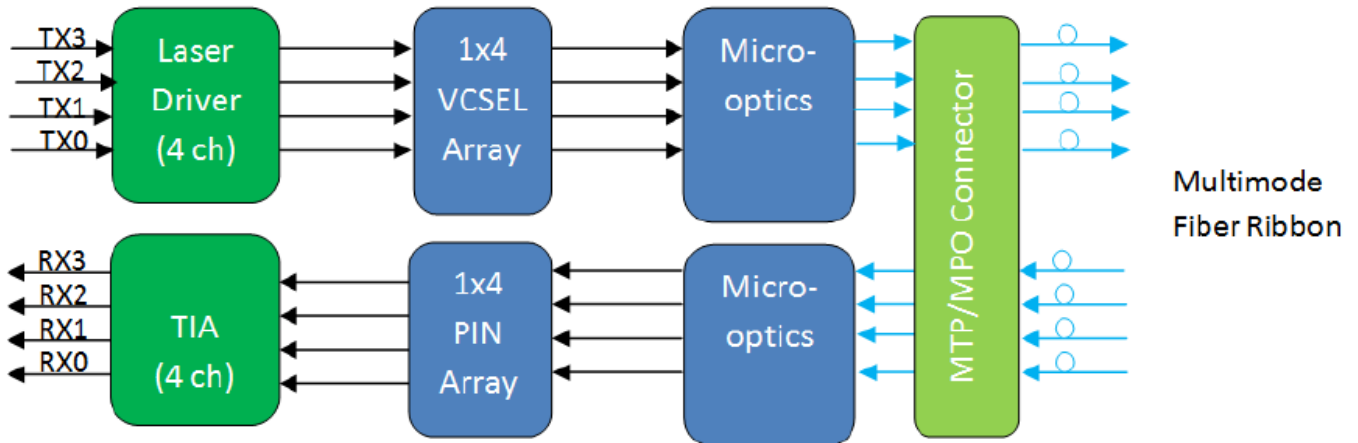 TX3
TX2
TX1
TX0
Laser
Driver
(4 ch)
1x4
VCSEL
Array
Micro-
optics
MTP/MPO Connector
Multimode
Fiber Ribbon
RX3
RX2
RX1
RX0
TIA
(4 ch)
1x4
PIN
Array
Micro-
optics